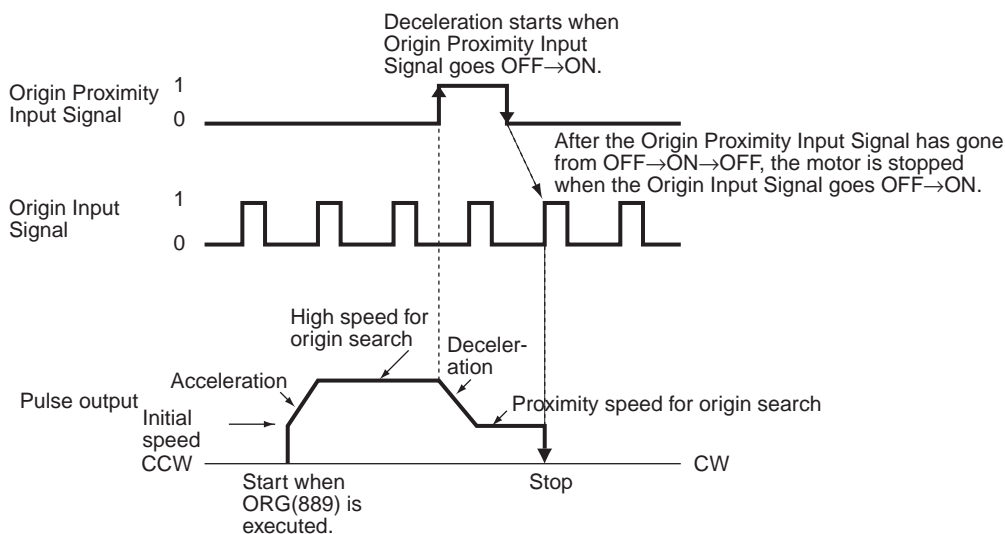 Deceleration starts when
Origin Proximity Input
Signal goes OFF→ON.
Origin Proximity
Input Signal
1
0
After the Origin Proximity Input Signal has gone
from OFF→ON→OFF, the motor is stopped
when the Origin Input Signal goes OFF→ON.
Origin Input
Signal
1
0
High speed for
origin search
Deceler-
ation
Acceleration
Pulse output
Proximity speed for origin search
Initial
speed
CCW
CW
Start when
ORG(889) is
executed.
Stop